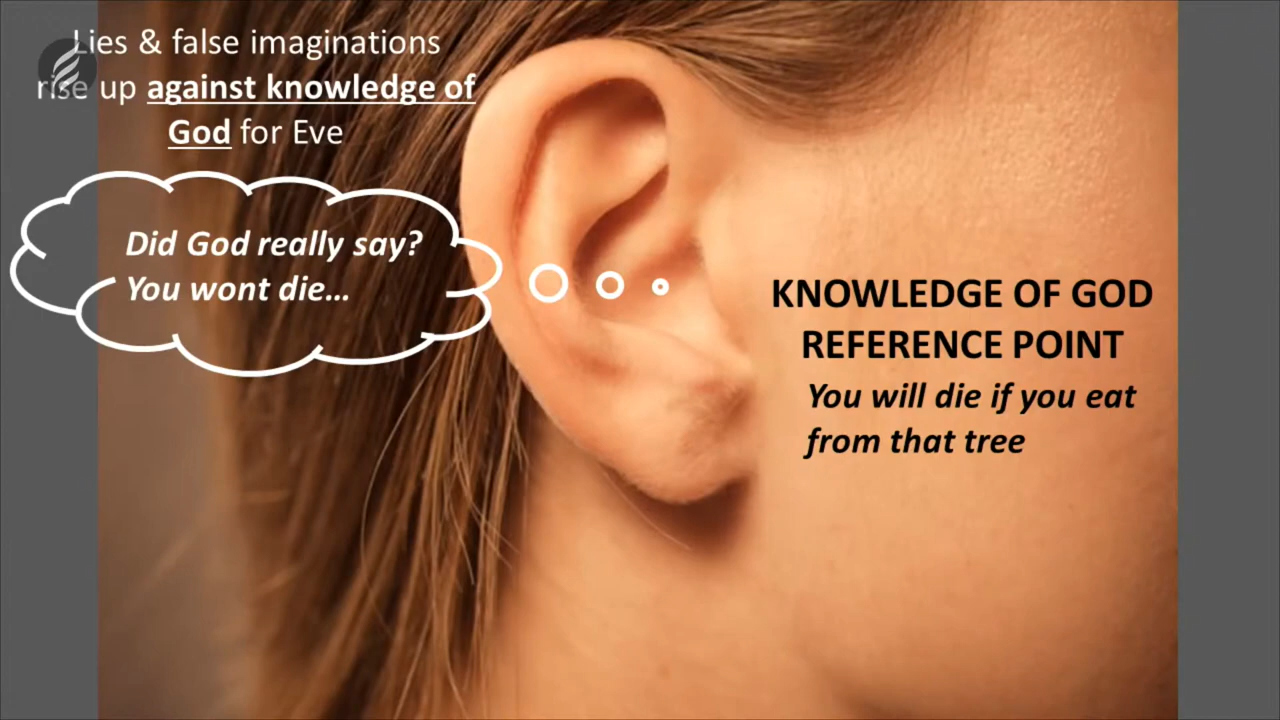 Lies & false imaginations
rise up against knowledge of
God for Eve
Did God really say?
You wont die...
KNOWLEDGE OF GOD
REFERENCE POINT
You will die if you eat
from that tree